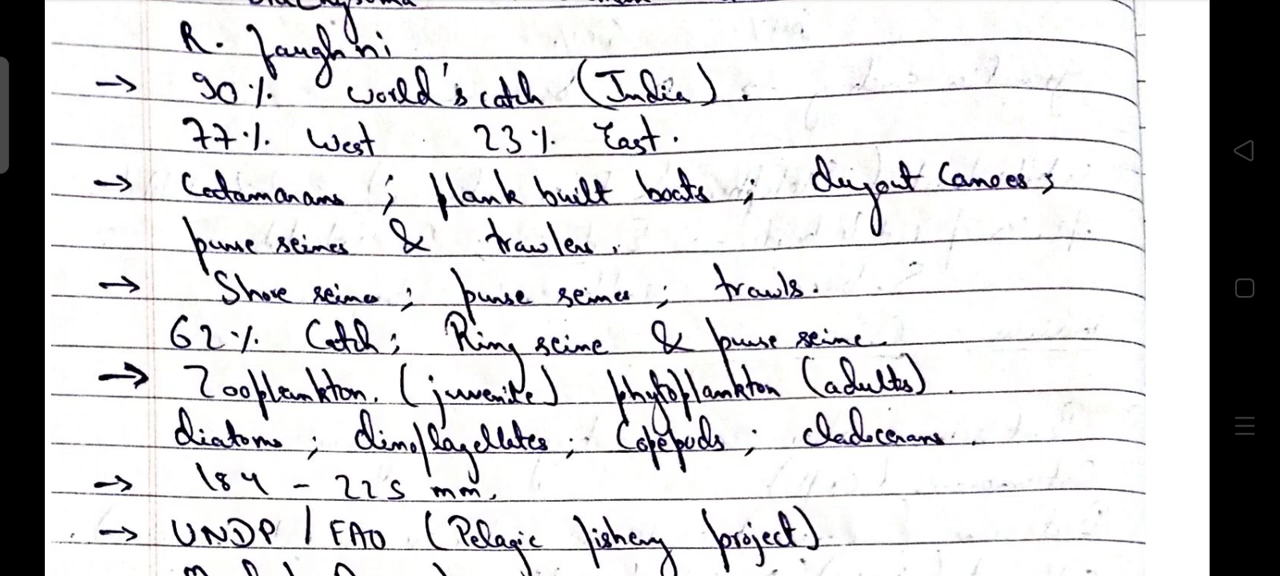 R. faughni
→ 90% world's catch (India).
77% West 23% East.
→ Catamarans ; plank built boats ; dugout canoes ;
purse seines & trawlers.
→ Shore seines ; purse seines ; trawls.
62% Catch ; Ring seine & purse seine.
→ Zooplankton. (juvenile) phytoplankton (adults).
diatoms ; dinoflagellates ; Copepods ; cladocerans.
→ 184 - 225 mm.
→ UNDP / FAO (Pelagic fishery project)